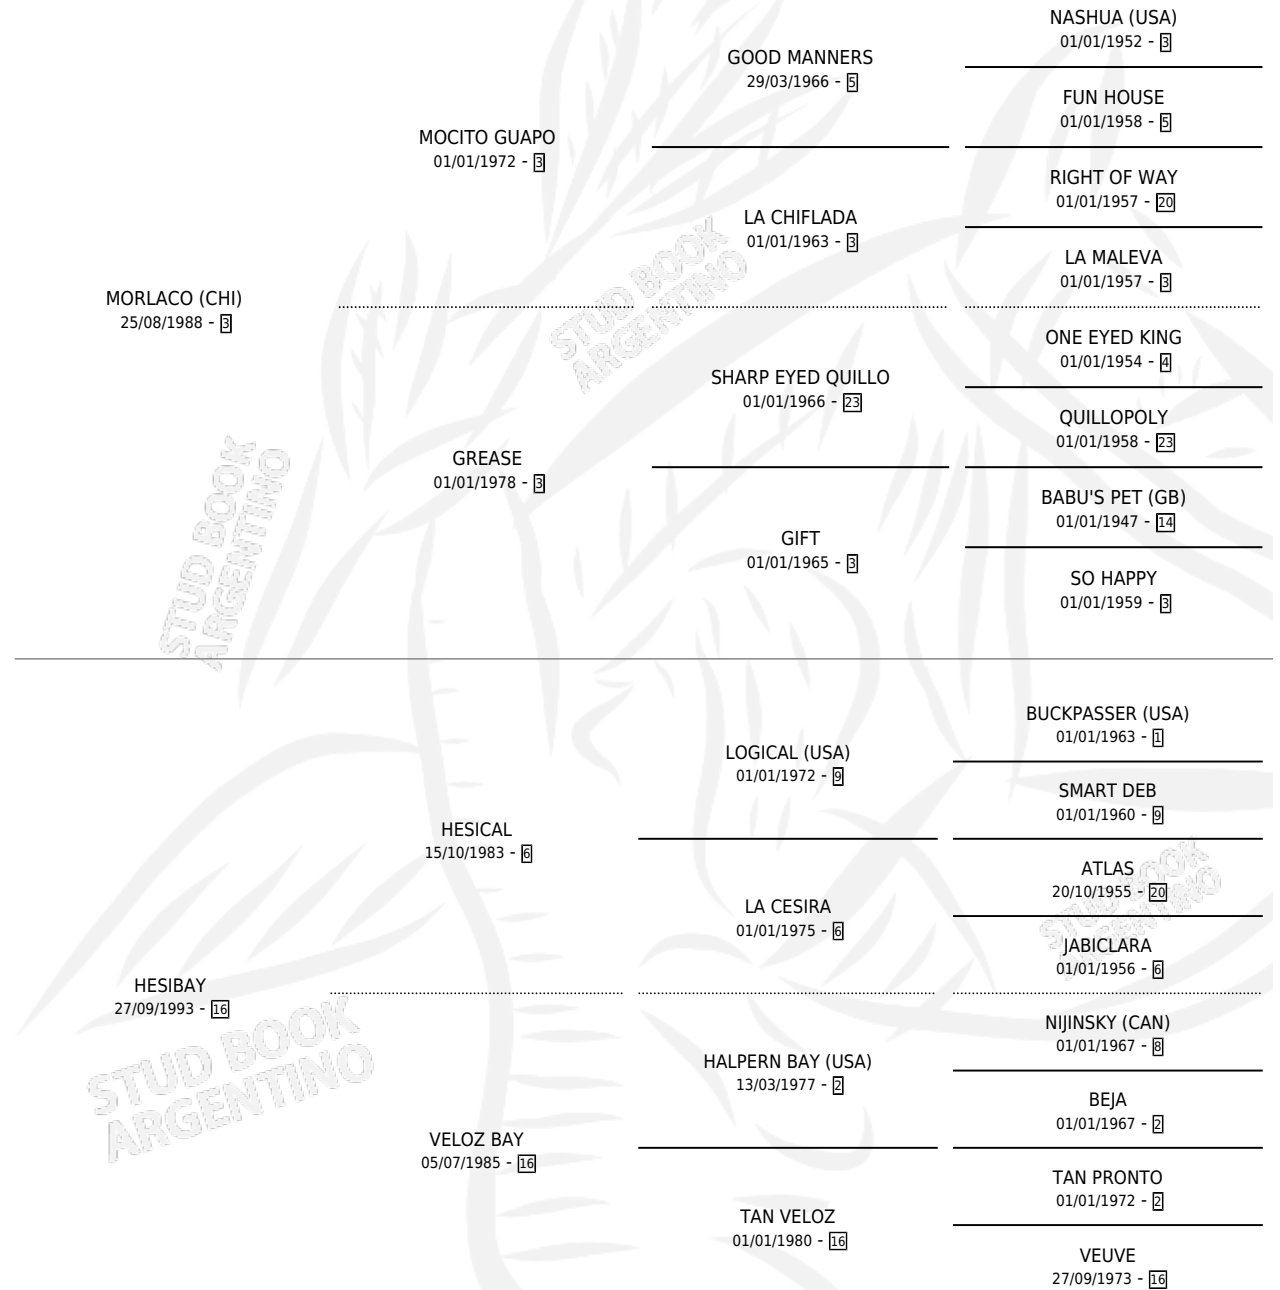 NASHUA (USA)
01/01/1952 - 3
GOOD MANNERS
29/03/1966 - 5
FUN HOUSE
01/01/1958 - 5
MOCITO GUAPO
01/01/1972 - 3
RIGHT OF WAY
01/01/1957 - 20
LA CHIFLADA
01/01/1963 - 3
LA MALEVA
01/01/1957 - 3
MORLACO (CHI)
25/08/1988 - 3
STUD BOOK
ARGENTINO
ONE EYED KING
01/01/1954 - 4
SHARP EYED QUILLO
01/01/1966 - 23
QUILLOPOLY
01/01/1958 - 23
GREASE
01/01/1978 - 3
BABU'S PET (GB)
01/01/1947 - 14
GIFT
01/01/1965 - 3
SO HAPPY
01/01/1959 - 3
STUD BOOK
ARGENTINO
BUCKPASSER (USA)
01/01/1963 - 1
LOGICAL (USA)
01/01/1972 - 9
SMART DEB
01/01/1960 - 9
HESICAL
15/10/1983 - 6
ATLAS
20/10/1955 - 20
LA CESIRA
01/01/1975 - 6
STUD BOOK
ARGENTINO
JABICLARA
01/01/1956 - 6
HESIBAY
27/09/1993 - 16
NIJINSKY (CAN)
01/01/1967 - 8
HALPERN BAY (USA)
13/03/1977 - 2
STUD BOOK
ARGENTINO
BEJA
01/01/1967 - 2
VELOZ BAY
05/07/1985 - 16
TAN PRONTO
01/01/1972 - 2
TAN VELOZ
01/01/1980 - 16
VEUVE
27/09/1973 - 16